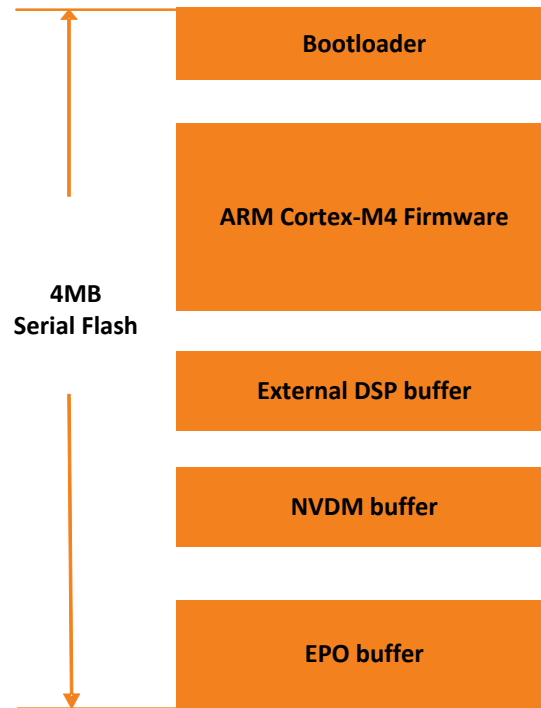 Bootloader
ARM Cortex-M4 Firmware
4MB
Serial Flash
External DSP buffer
NVDM buffer
EPO buffer